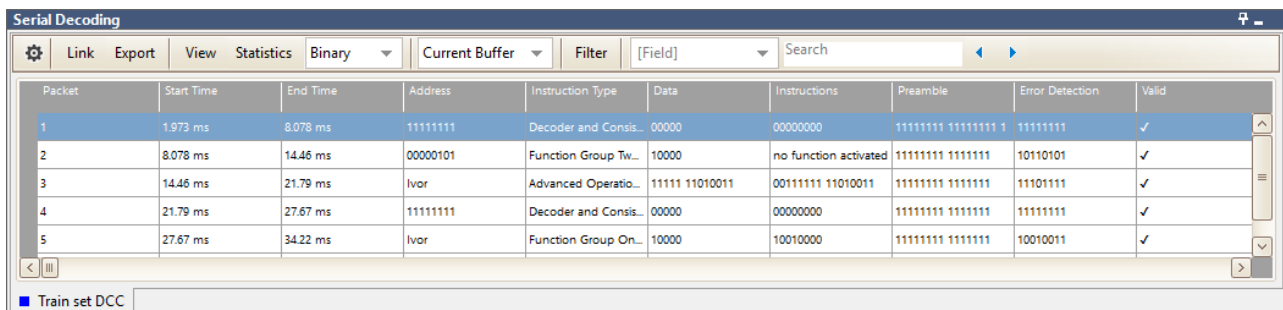 Serial Decoding
Link Export View Statistics Binary Current Buffer Filter [Field] Search
Packet Start Time End Time Address Instruction Type Data Instructions Preamble Error Detection Valid
1 1.973 ms 8.078 ms 11111111 Decoder and Consis... 00000 00000000 11111111 11111111 1 11111111 ✓
2 8.078 ms 14.46 ms 00000101 Function Group Tw... 10000 no function activated 11111111 1111111 10110101 ✓
3 14.46 ms 21.79 ms Ivor Advanced Operatio... 11111 11010011 00111111 11010011 11111111 1111111 11101111 ✓
4 21.79 ms 27.67 ms 11111111 Decoder and Consis... 00000 00000000 11111111 1111111 11111111 ✓
5 27.67 ms 34.22 ms Ivor Function Group On... 10000 10010000 11111111 1111111 10010011 ✓
Train set DCC